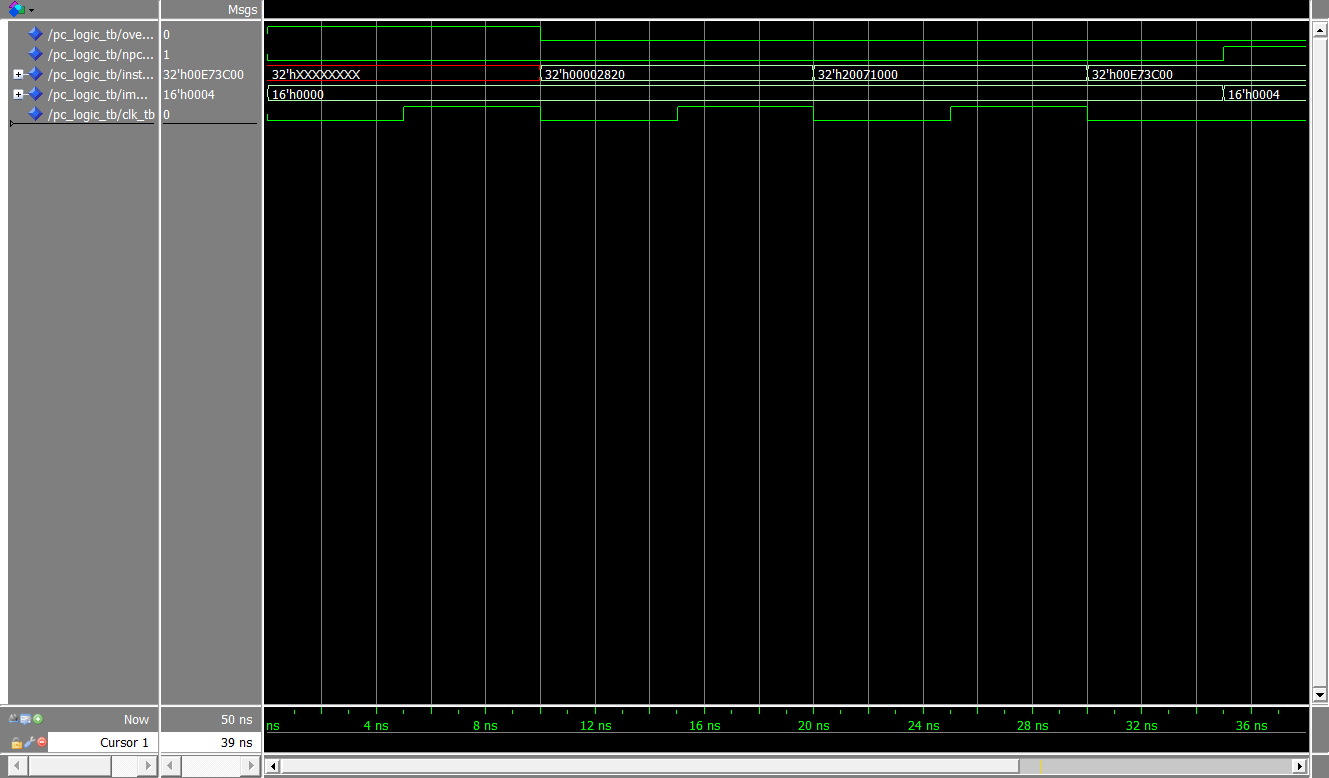 Msgs
/pc_logic_tb/ove... 0
/pc_logic_tb/npc... 1
/pc_logic_tb/inst... 32'h00E73C00 32'hXXXXXXXX 32'h00002820 32'h20071000 32'h00E73C00
/pc_logic_tb/im... 16'h0004 16'h0000 16'h0004
/pc_logic_tb/clk_tb 0
Now 50 ns ns 4 ns 8 ns 12 ns 16 ns 20 ns 24 ns 28 ns 32 ns 36 ns
Cursor 1 39 ns